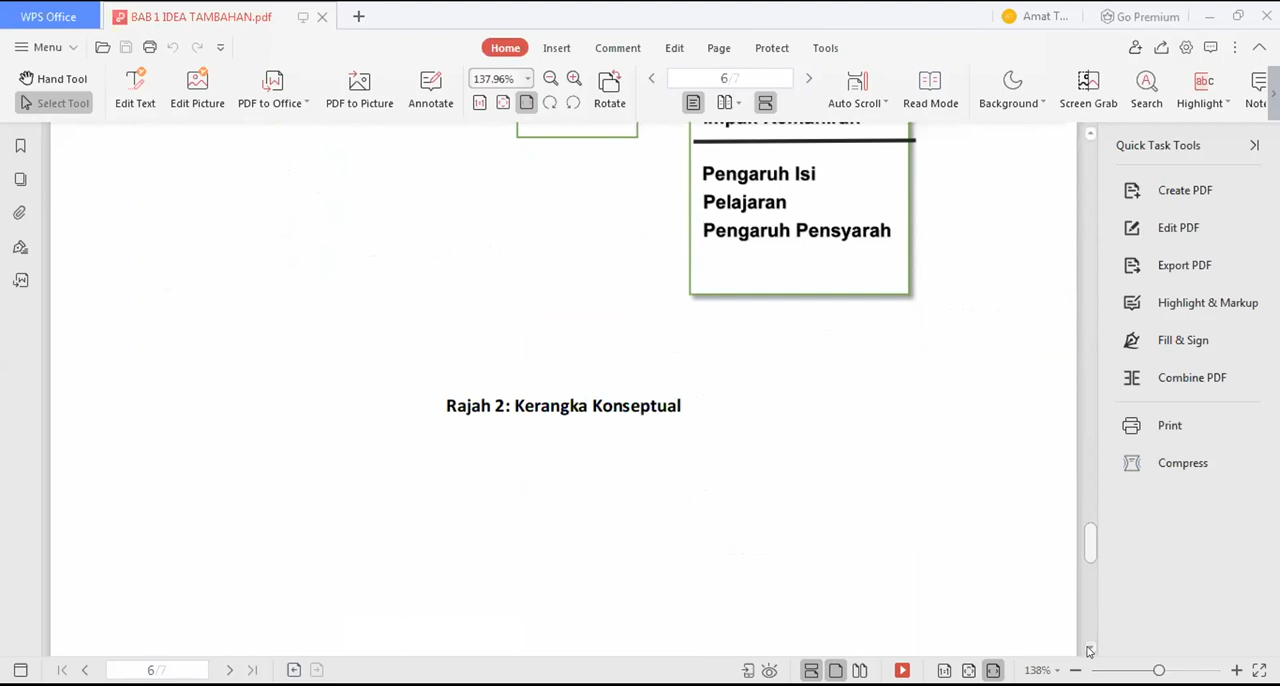 WPS Office
BAB 1 IDEA TAMBAHAN.pdf
Amat T...
Go Premium
Menu
Home
Insert
Comment
Edit
Page
Protect
Tools
Hand Tool
Select Tool
Edit Text
Edit Picture
PDF to Office
PDF to Picture
Annotate
137.96%
Rotate
6/7
Auto Scroll
Read Mode
Background
Screen Grab
Search
Highlight
Pengaruh Isi
Pelajaran
Pengaruh Pensyarah
Rajah 2: Kerangka Konseptual
Quick Task Tools
Create PDF
Edit PDF
Export PDF
Highlight & Markup
Fill & Sign
Combine PDF
Print
Compress
6/7
138%